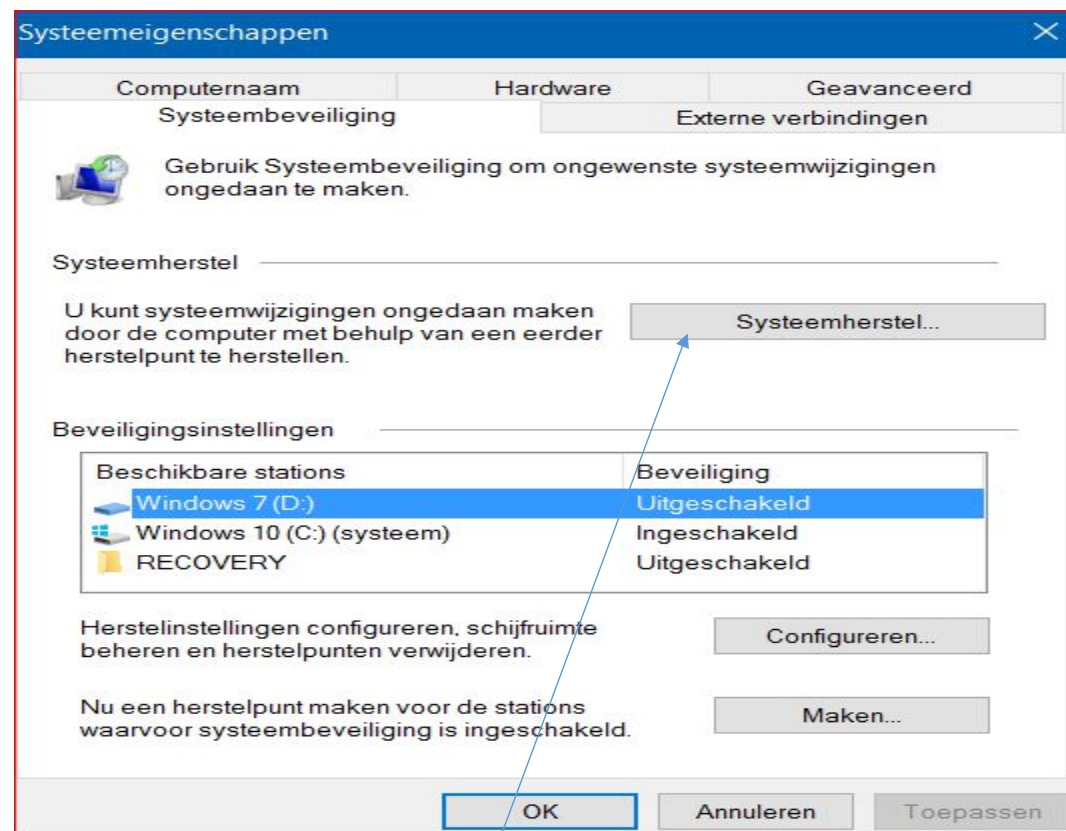 Systeemeigenschappen
Computernaam Hardware Geavanceerd
Systeembeveiliging Externe verbindingen
Gebruik Systeembeveiliging om ongewenste systeemwijzigingen
ongedaan te maken.
Systeemherstel
U kunt systeemwijzigingen ongedaan maken
door de computer met behulp van een eerder
herstelpunt te herstellen.
Systeemherstel...
Beveiligingsinstellingen
Beschikbare stations Beveiliging
Windows 7 (D:) Uitgeschakeld
Windows 10 (C:) (systeem) Ingeschakeld
RECOVERY Uitgeschakeld
Herstelinstellingen configureren, schijfruimte
beheren en herstelpunten verwijderen.
Configureren...
Nu een herstelpunt maken voor de stations
waarvoor systeembeveiliging is ingeschakeld.
Maken...
OK Annuleren Toepassen